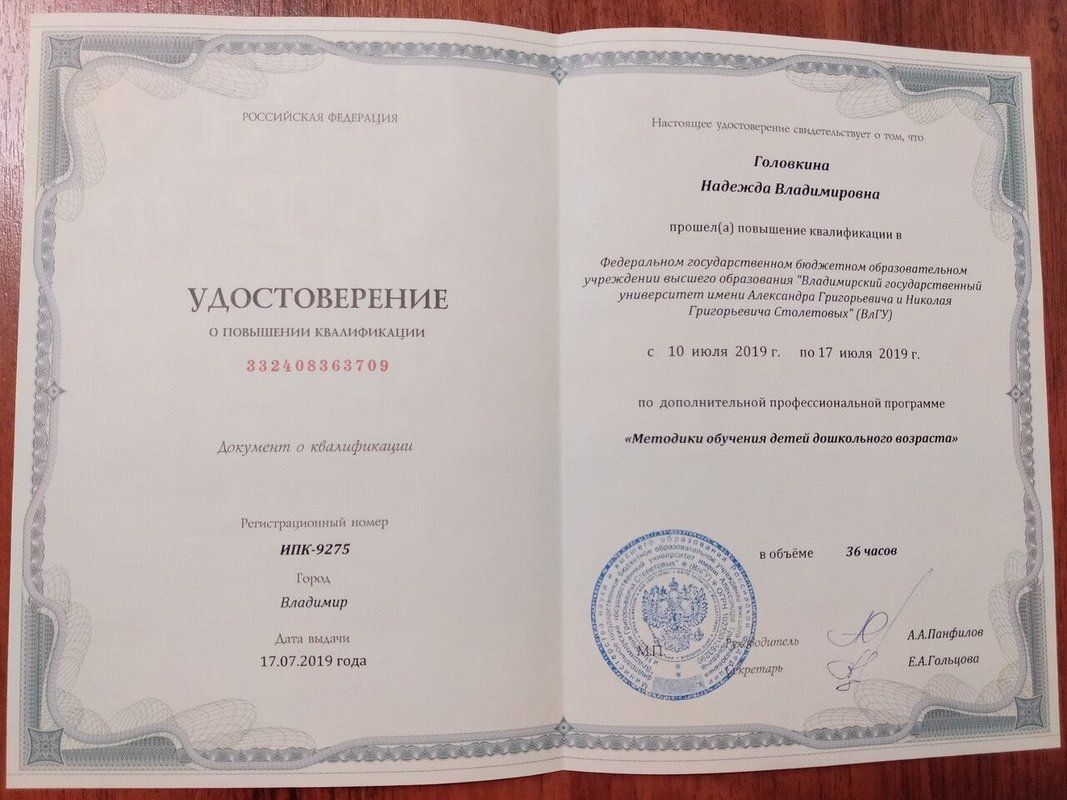 РОССИЙСКАЯ ФЕДЕРАЦИЯ
УДОСТОВЕРЕНИЕ
О ПОВЫШЕНИИ КВАЛИФИКАЦИИ
332408363709
Документ о квалификации
Регистрационный номер
ИПК-9275
Город
Владимир
Дата выдачи
17.07.2019 года
Настоящее удостоверение свидетельствует о том, что
Головкина
Надежда Владимировна
прошел(а) повышение квалификации в
Федеральном государственном бюджетном образовательном
учреждении высшего образования "Владимирский государственный
университет имени Александра Григорьевича и Николая
Григорьевича Столетовых" (ВлГУ)
с 10 июля 2019 г. по 17 июля 2019 г.
по дополнительной профессиональной программе
«Методики обучения детей дошкольного возраста»
в объёме 36 часов
М.П.
Руководитель А.А.Панфилов
Секретарь Е.А.Гольцова